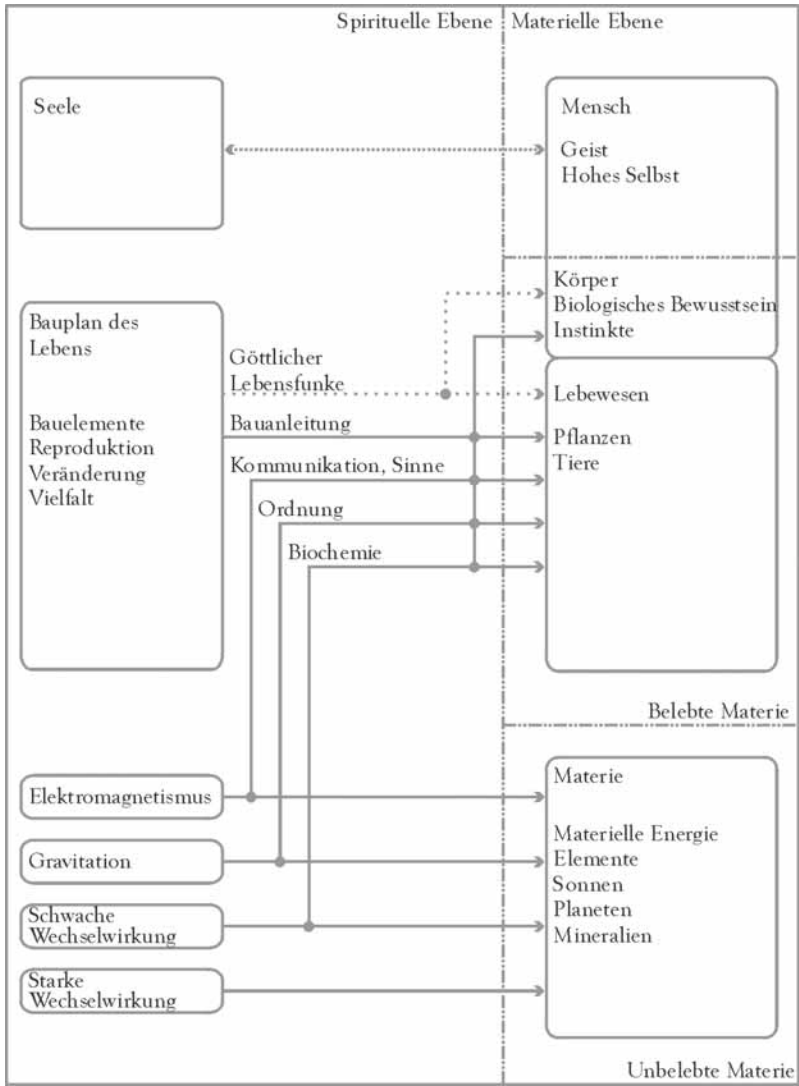 Spirituelle Ebene
Materielle Ebene
Seele
Mensch
Geist
Hohes Selbst
Körper
Biologisches Bewusstsein
Instinkte
Bauplan des
Lebens
Bauelemente
Reproduktion
Veränderung
Vielfalt
Göttlicher
Lebensfunke
Bauanleitung
Kommunikation, Sinne
Ordnung
Biochemie
Lebewesen
Pflanzen
Tiere
Belebte Materie
Elektromagnetismus
Gravitation
Schwache
Wechselwirkung
Starke
Wechselwirkung
Materie
Materielle Energie
Elemente
Sonnen
Planeten
Mineralien
Unbelebte Materie